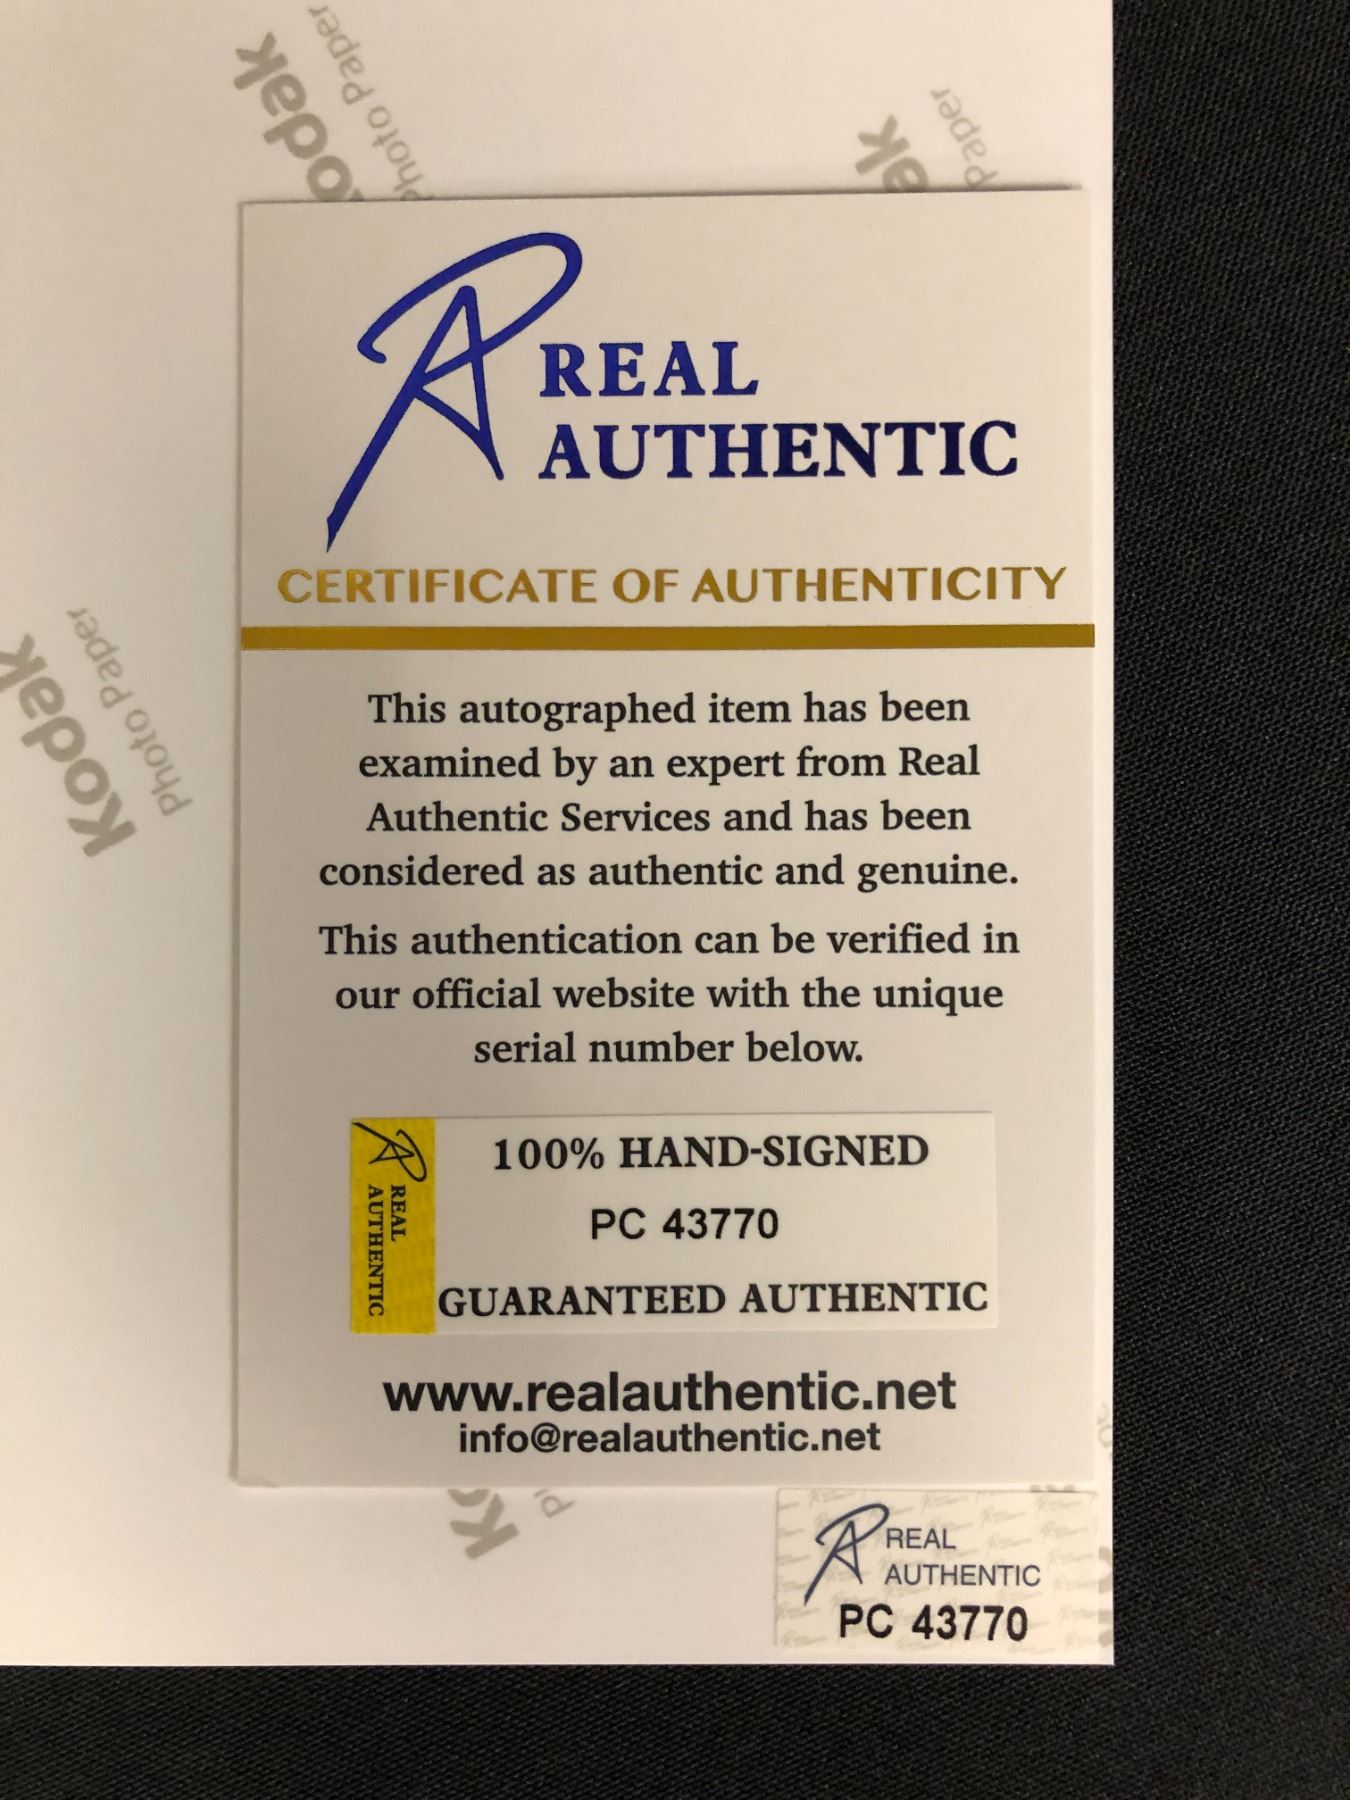 Kodak
Photo Paper
Paper
Kodak
Photo Paper
REAL
AUTHENTIC
CERTIFICATE OF AUTHENTICITY
This autographed item has been
examined by an expert from Real
Authentic Services and has been
considered as authentic and genuine.
This authentication can be verified in
our official website with the unique
serial number below.
REAL
AUTHENTIC
100% HAND-SIGNED
PC 43770
GUARANTEED AUTHENTIC
www.realauthentic.net
info@realauthentic.net
REAL
AUTHENTIC
PC 43770